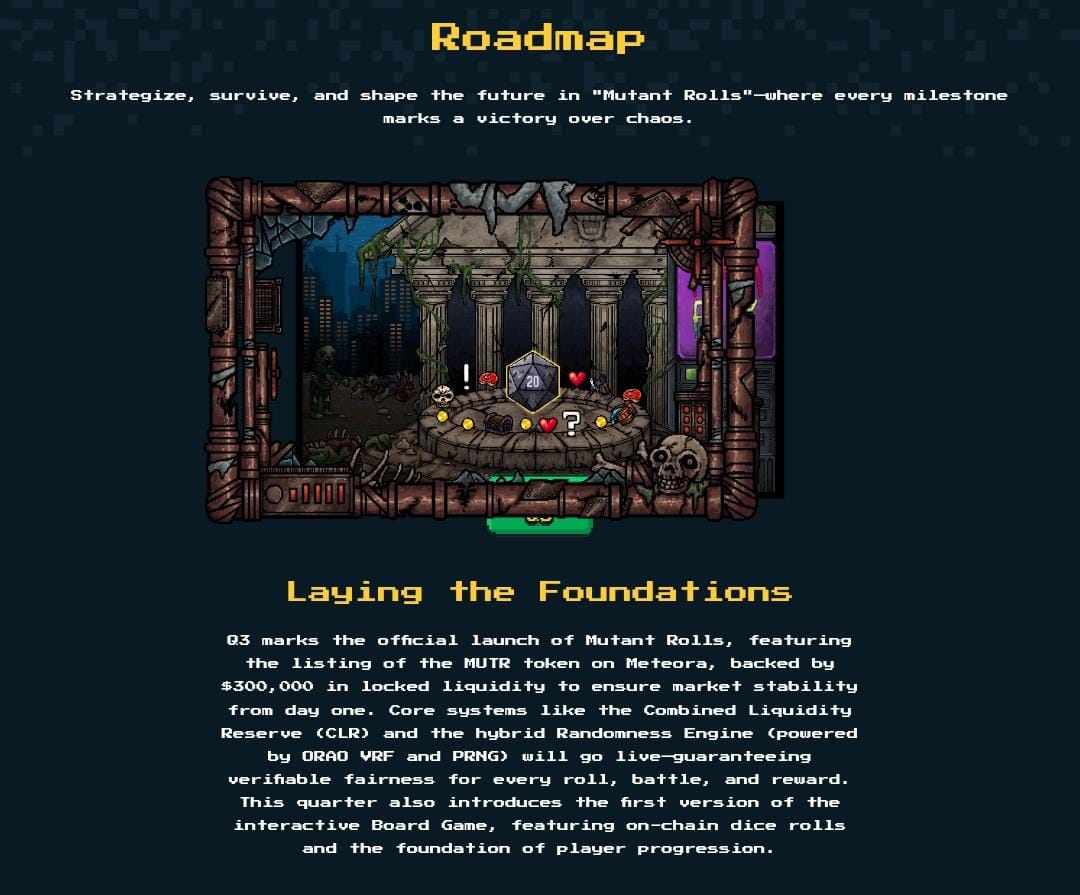 Roadmap
Strategize, survive, and shape the future in "Mutant Rolls"—where every milestone
marks a victory over chaos.
20
Laying the Foundations
Q3 marks the official launch of Mutant Rolls, featuring
the listing of the MUTR token on Meteora, backed by
$300,000 in locked liquidity to ensure market stability
from day one. Core systems like the Combined Liquidity
Reserve (CLR) and the hybrid Randomness Engine (powered
by ORAO VRF and PRNG) will go live—guaranteeing
verifiable fairness for every roll, battle, and reward.
This quarter also introduces the first version of the
interactive Board Game, featuring on-chain dice rolls
and the foundation of player progression.